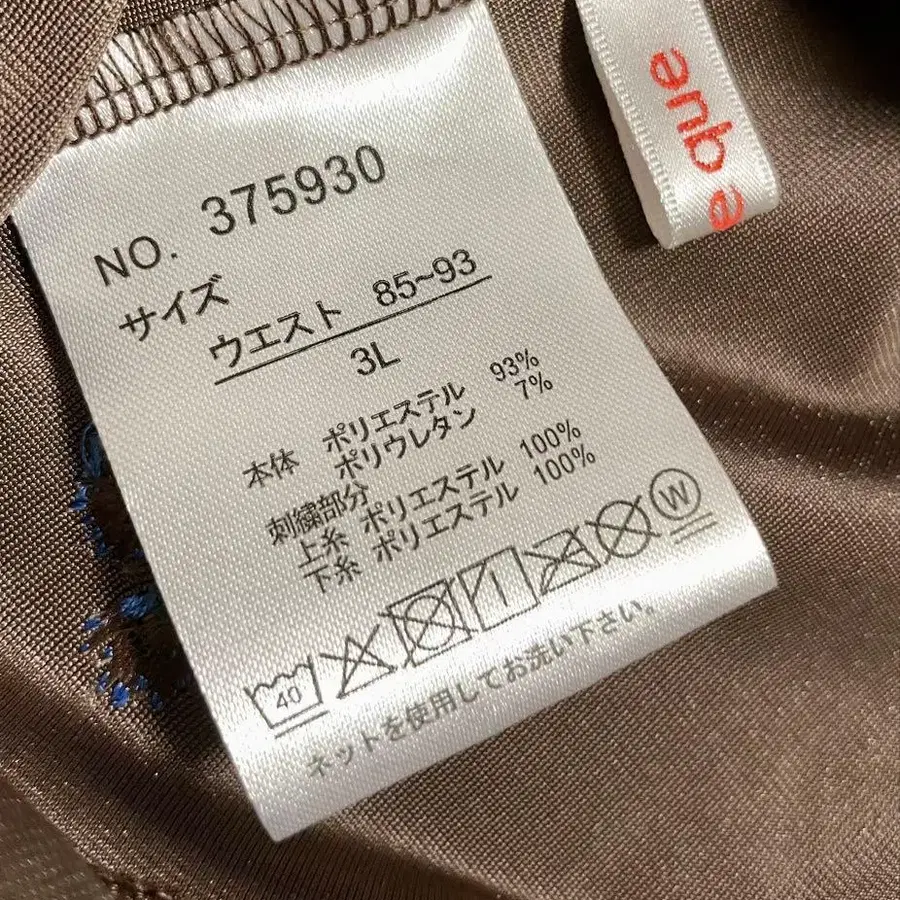 NO. 375930
サイズ
ウエスト 85~93
3L
本体 ポリエステル 93%
ポリウレタン 7%
刺繍部分
上糸 ポリエステル 100%
下糸 ポリエステル 100%
40
W
ネットを使用してお洗い下さい。
e que